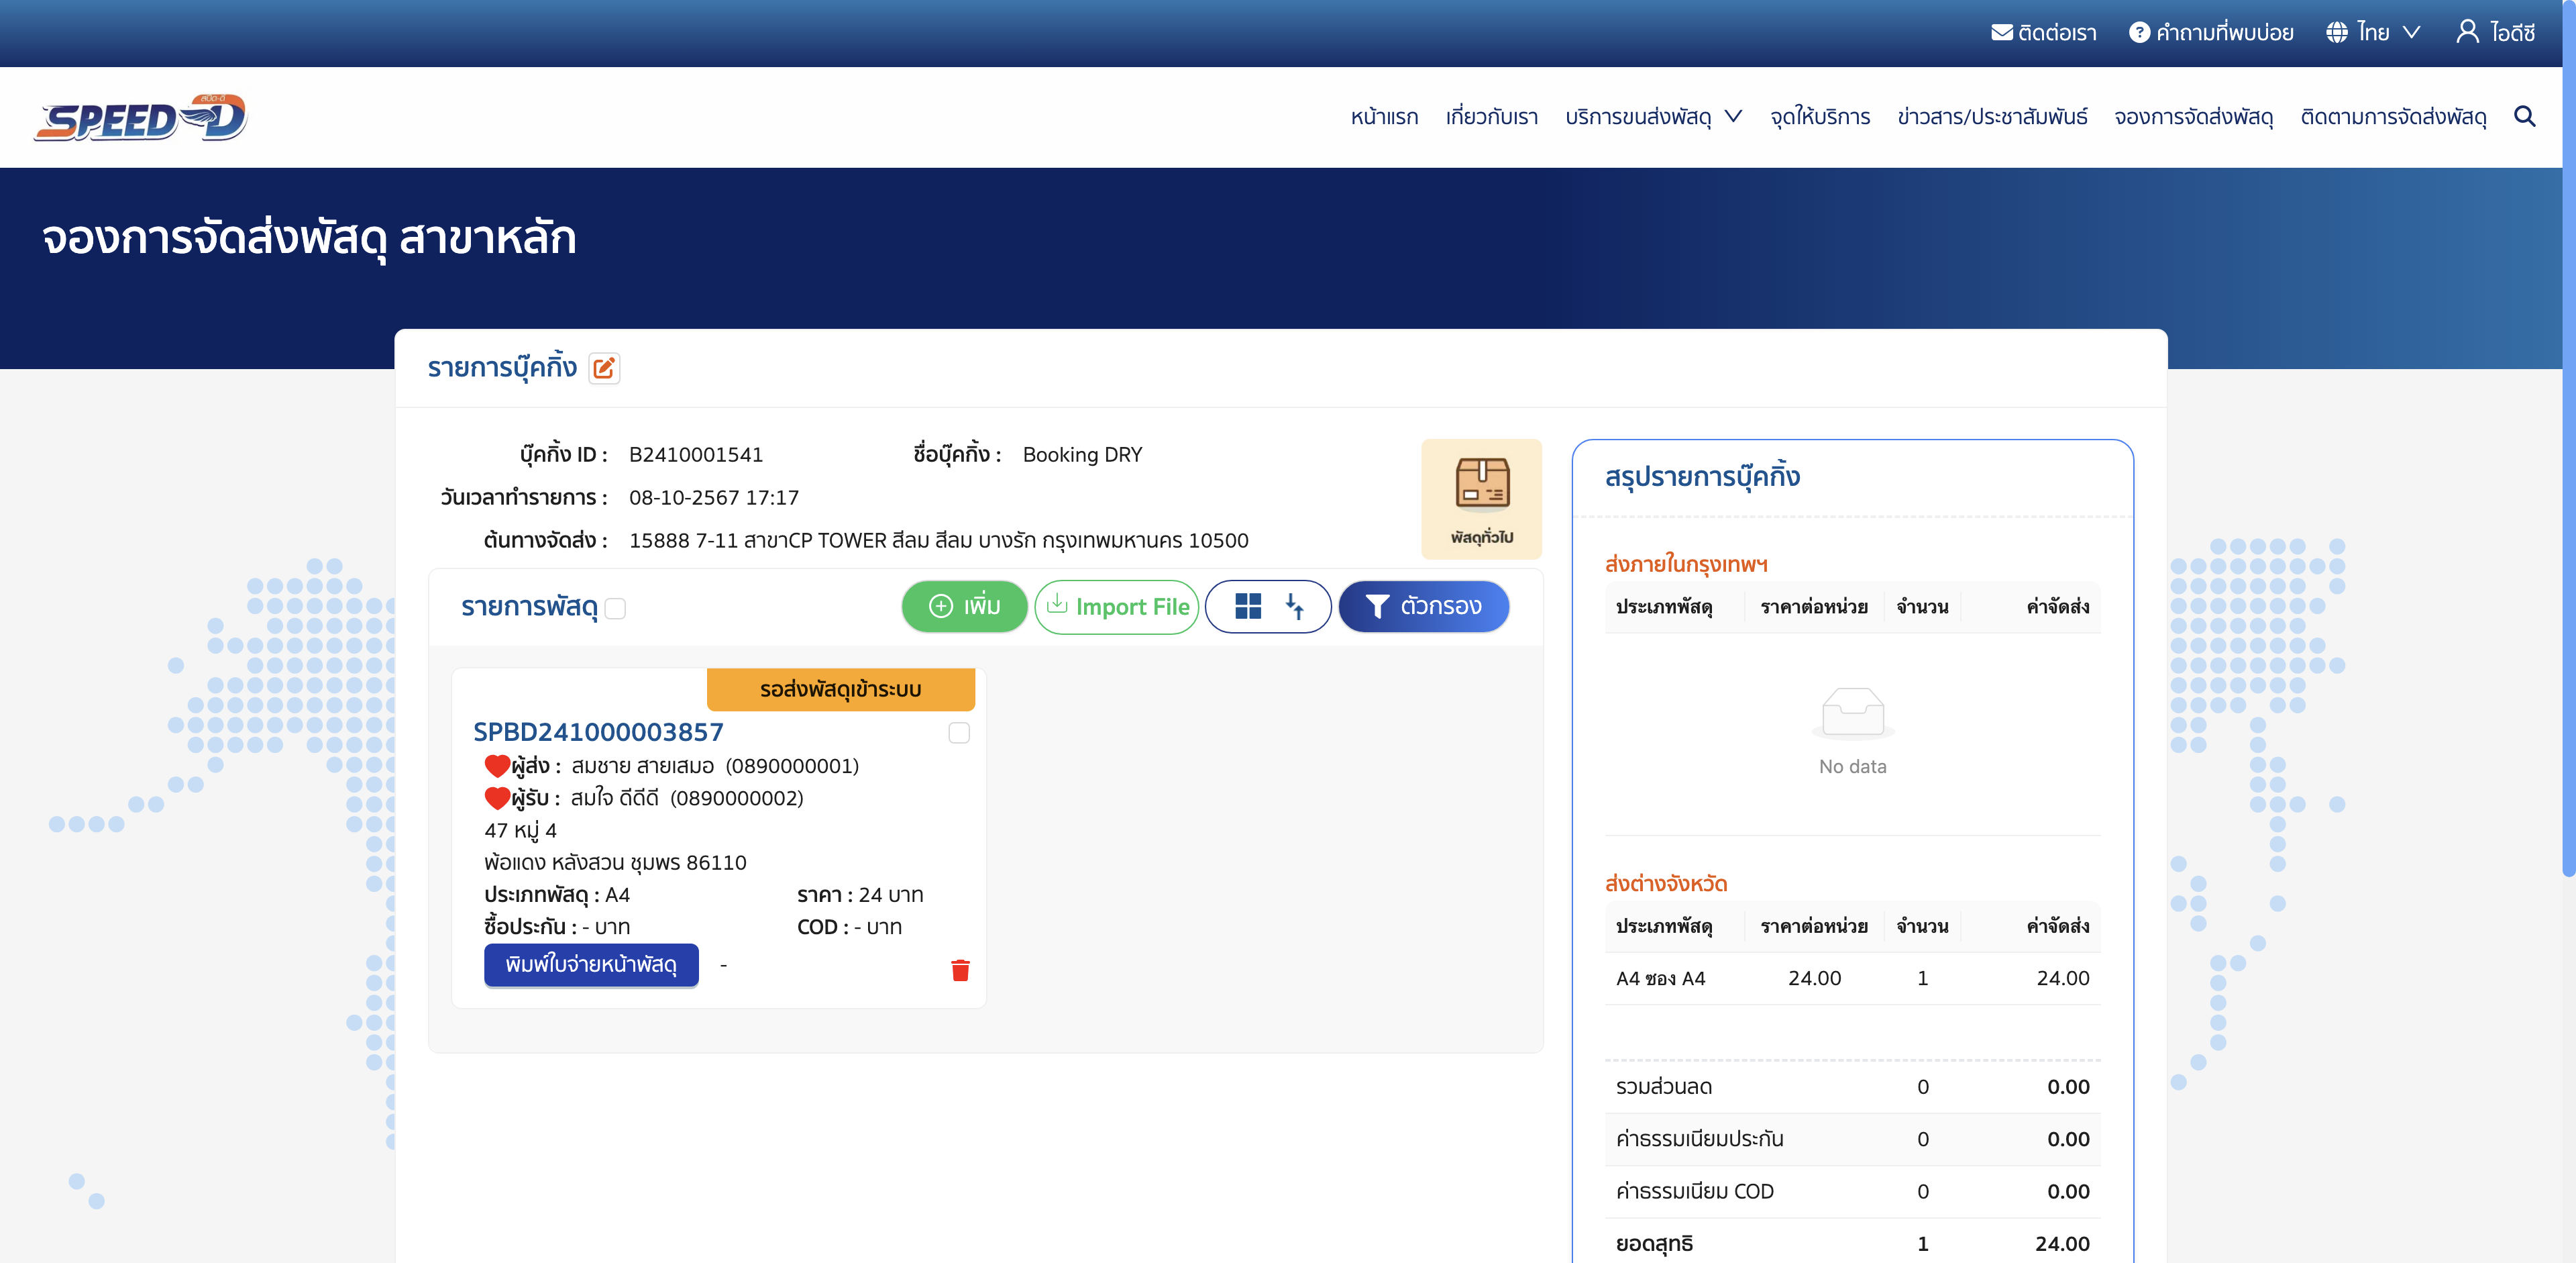 ติดต่อเรา คำถามที่พบบ่อย ไทย ไอดีซี
สปีด-ดี
SPEED-D
หน้าแรก เกี่ยวกับเรา บริการขนส่งพัสดุ จุดให้บริการ ข่าวสาร/ประชาสัมพันธ์ จองการจัดส่งพัสดุ ติดตามการจัดส่งพัสดุ
จองการจัดส่งพัสดุ สาขาหลัก
รายการบุ๊คกิ้ง
บุ๊คกิ้ง ID : B2410001541 ชื่อบุ๊คกิ้ง : Booking DRY
วันเวลาทำรายการ : 08-10-2567 17:17
ต้นทางจัดส่ง : 15888 7-11 สาขาCP TOWER สีลม สีลม บางรัก กรุงเทพมหานคร 10500
พัสดุทั่วไป
รายการพัสดุ เพิ่ม Import File ตัวกรอง
รอส่งพัสดุเข้าระบบ
SPBD241000003857
ผู้ส่ง : สมชาย สายเสมอ (0890000001)
ผู้รับ : สมใจ ดีดีดี (0890000002)
47 หมู่ 4
พ้อแดง หลังสวน ชุมพร 86110
ประเภทพัสดุ : A4 ราคา : 24 บาท
ซื้อประกัน : - บาท COD : - บาท
พิมพ์ใบจ่ายหน้าพัสดุ -
สรุปรายการบุ๊คกิ้ง
ส่งภายในกรุงเทพฯ
ประเภทพัสดุ ราคาต่อหน่วย จำนวน ค่าจัดส่ง
No data
ส่งต่างจังหวัด
ประเภทพัสดุ ราคาต่อหน่วย จำนวน ค่าจัดส่ง
A4 ซอง A4 24.00 1 24.00
รวมส่วนลด 0 0.00
ค่าธรรมเนียมประกัน 0 0.00
ค่าธรรมเนียม COD 0 0.00
ยอดสุทธิ 1 24.00